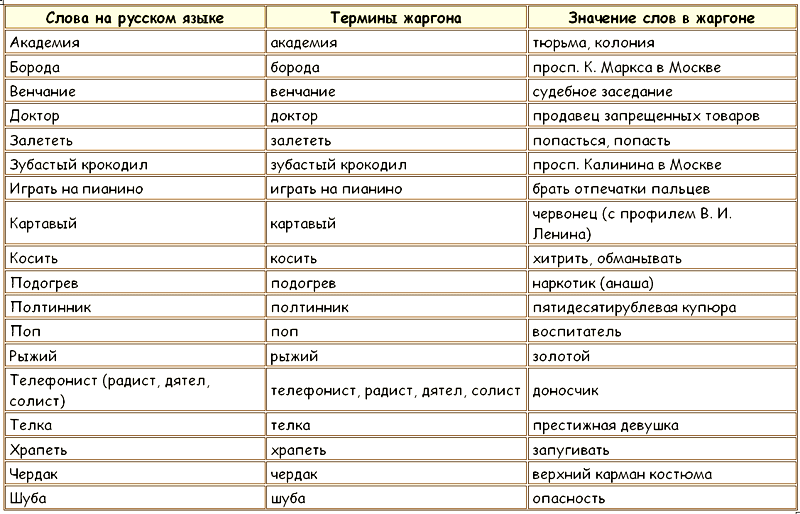 Слова на русском языке Термины жаргона Значение слов в жаргоне
Академия академия тюрьма, колония
Борода борода просп. К. Маркса в Москве
Венчание венчание судебное заседание
Доктор доктор продавец запрещенных товаров
Залететь залететь попасться, попасть
Зубастый крокодил зубастый крокодил просп. Калинина в Москве
Играть на пианино играть на пианино брать отпечатки пальцев
Картавый картавый червонец (с профилем В. И.
Ленина)
Косить косить хитрить, обманывать
Подогрев подогрев наркотик (анаша)
Полтинник полтинник пятидесятирублевая купюра
Поп поп воспитатель
Рыжий рыжий золотой
Телефонист (радист, дятел,
солист) телефонист, радист, дятел, солист доносчик
Телка телка престижная девушка
Храпеть храпеть запугивать
Чердак чердак верхний карман костюма
Шуба шуба опасность